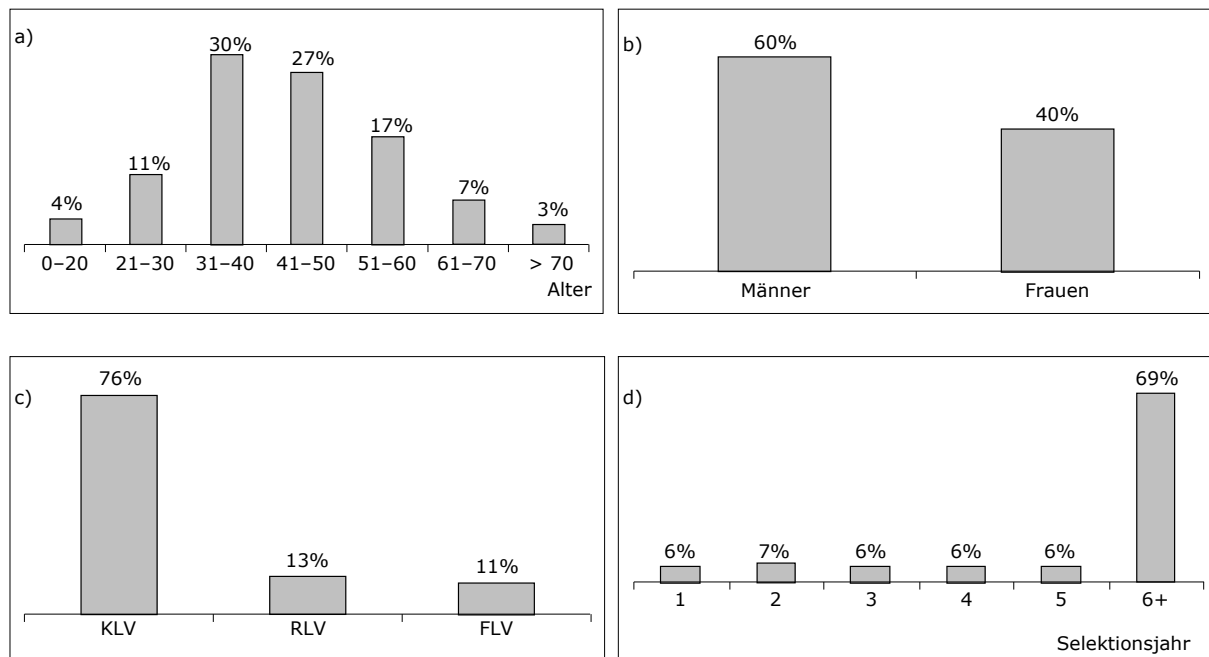 a)
30%
27%
17%
11%
7%
4%
3%
0–20 21–30 31–40 41–50 51–60 61–70 > 70
Alter
b)
60%
40%
Männer Frauen
c)
76%
13%
11%
KLV RLV FLV
d)
69%
6% 7% 6% 6% 6%
1 2 3 4 5 6+
Selektionsjahr